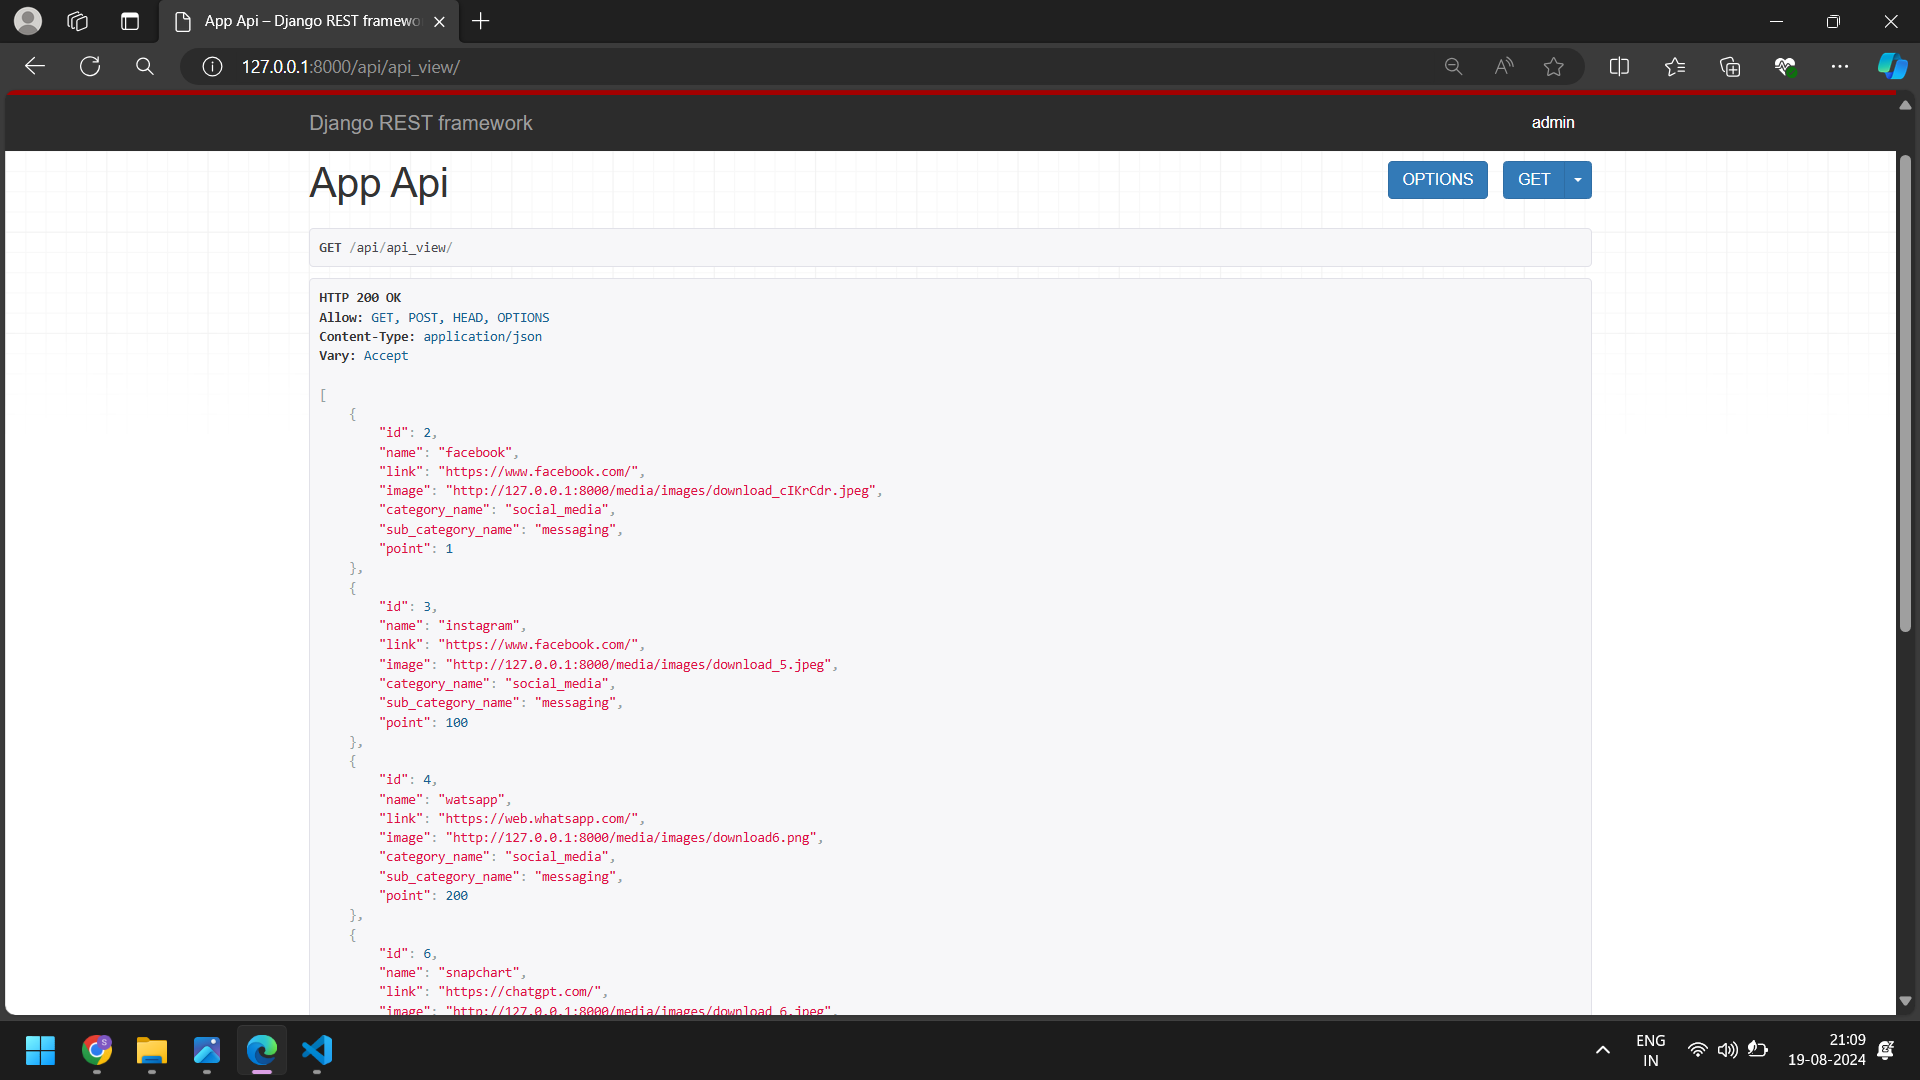 App Api – Django REST framewo
127.0.0.1:8000/api/api_view/
Django REST framework
admin
App Api
OPTIONS
GET
GET /api/api_view/
HTTP 200 OK
Allow: GET, POST, HEAD, OPTIONS
Content-Type: application/json
Vary: Accept
[
{
"id": 2,
"name": "facebook",
"link": "https://www.facebook.com/",
"image": "http://127.0.0.1:8000/media/images/download_cIKrCdr.jpeg",
"category_name": "social_media",
"sub_category_name": "messaging",
"point": 1
},
{
"id": 3,
"name": "instagram",
"link": "https://www.facebook.com/",
"image": "http://127.0.0.1:8000/media/images/download_5.jpeg",
"category_name": "social_media",
"sub_category_name": "messaging",
"point": 100
},
{
"id": 4,
"name": "watsapp",
"link": "https://web.whatsapp.com/",
"image": "http://127.0.0.1:8000/media/images/download6.png",
"category_name": "social_media",
"sub_category_name": "messaging",
"point": 200
},
{
"id": 6,
"name": "snapchart",
"link": "https://chatgpt.com/",
"image": "http://127.0.0.1:8000/media/images/download_6.jpeg",
ENG
IN
21:09
19-08-2024